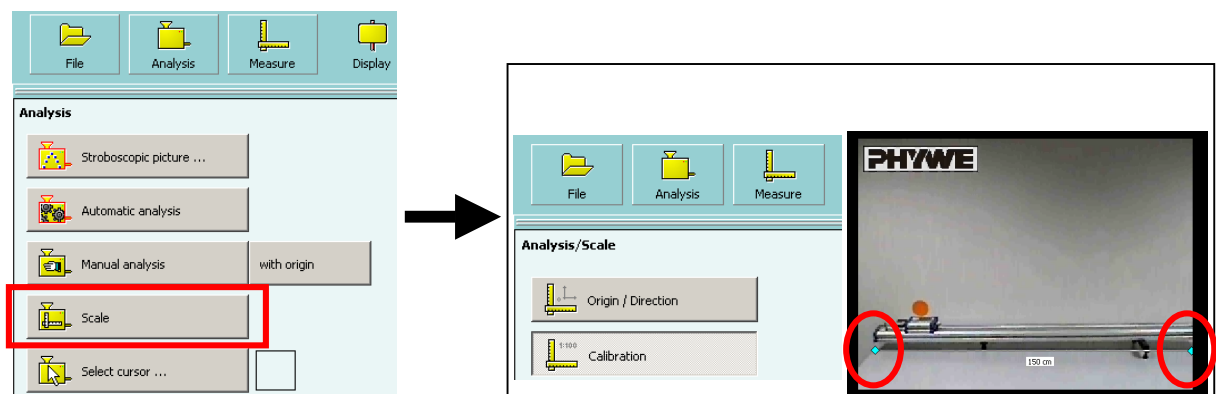 File Analysis Measure Display
Analysis
Stroboscopic picture ...
Automatic analysis
Manual analysis with origin
Scale
Select cursor ...
File Analysis Measure
Analysis/Scale
Origin / Direction
1:100
Calibration
PHYWE
150 cm